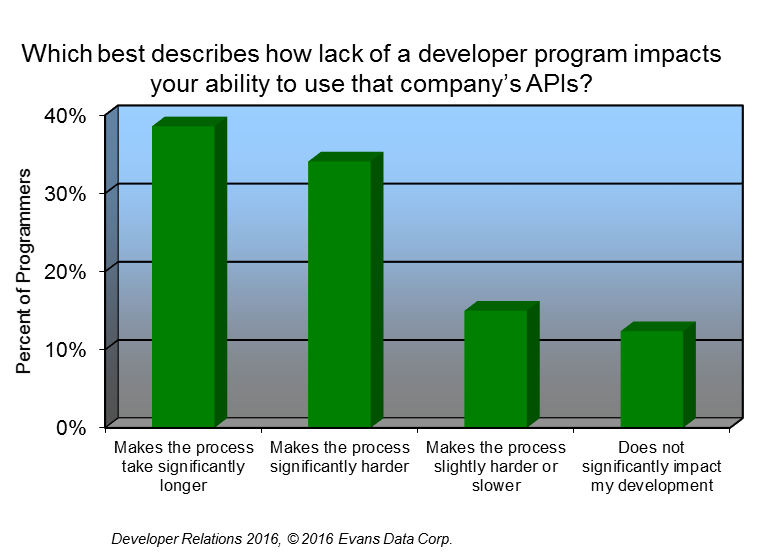 Which best describes how lack of a developer program impacts
your ability to use that company’s APIs?
40%
30%
20%
10%
0%
Percent of Programmers
Makes the process
take significantly
longer
Makes the process
significantly harder
Makes the process
slightly harder or
slower
Does not
significantly impact
my development
Developer Relations 2016, © 2016 Evans Data Corp.